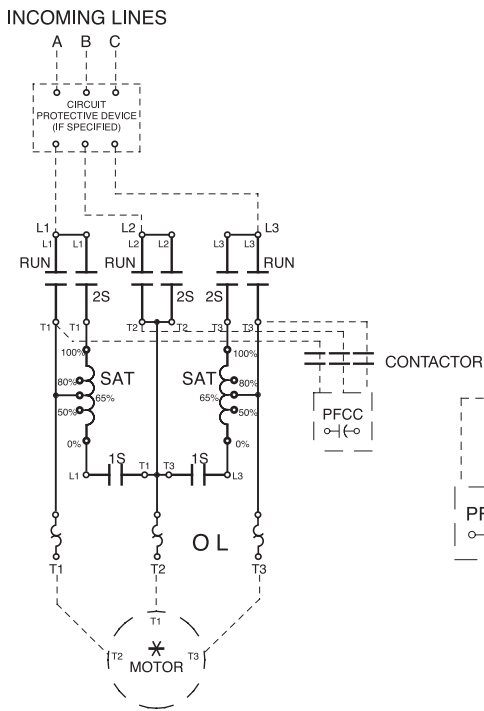 INCOMING LINES
A B C
CIRCUIT
PROTECTIVE DEVICE
(IF SPECIFIED)
L1 L2 L3
L1 L1 L2 L2 L3 L3
RUN RUN RUN
2S 2S 2S
T1 T1 T2 T2 T3 T3
100% 100%
CONTACTOR
80% SAT SAT 80%
65% 65%
50% 50%
PFCC
0% 0%
1S 1S
L1 T1 T3 L3
PF
OL
T1 T2 T3
T1
T2 T3
MOTOR